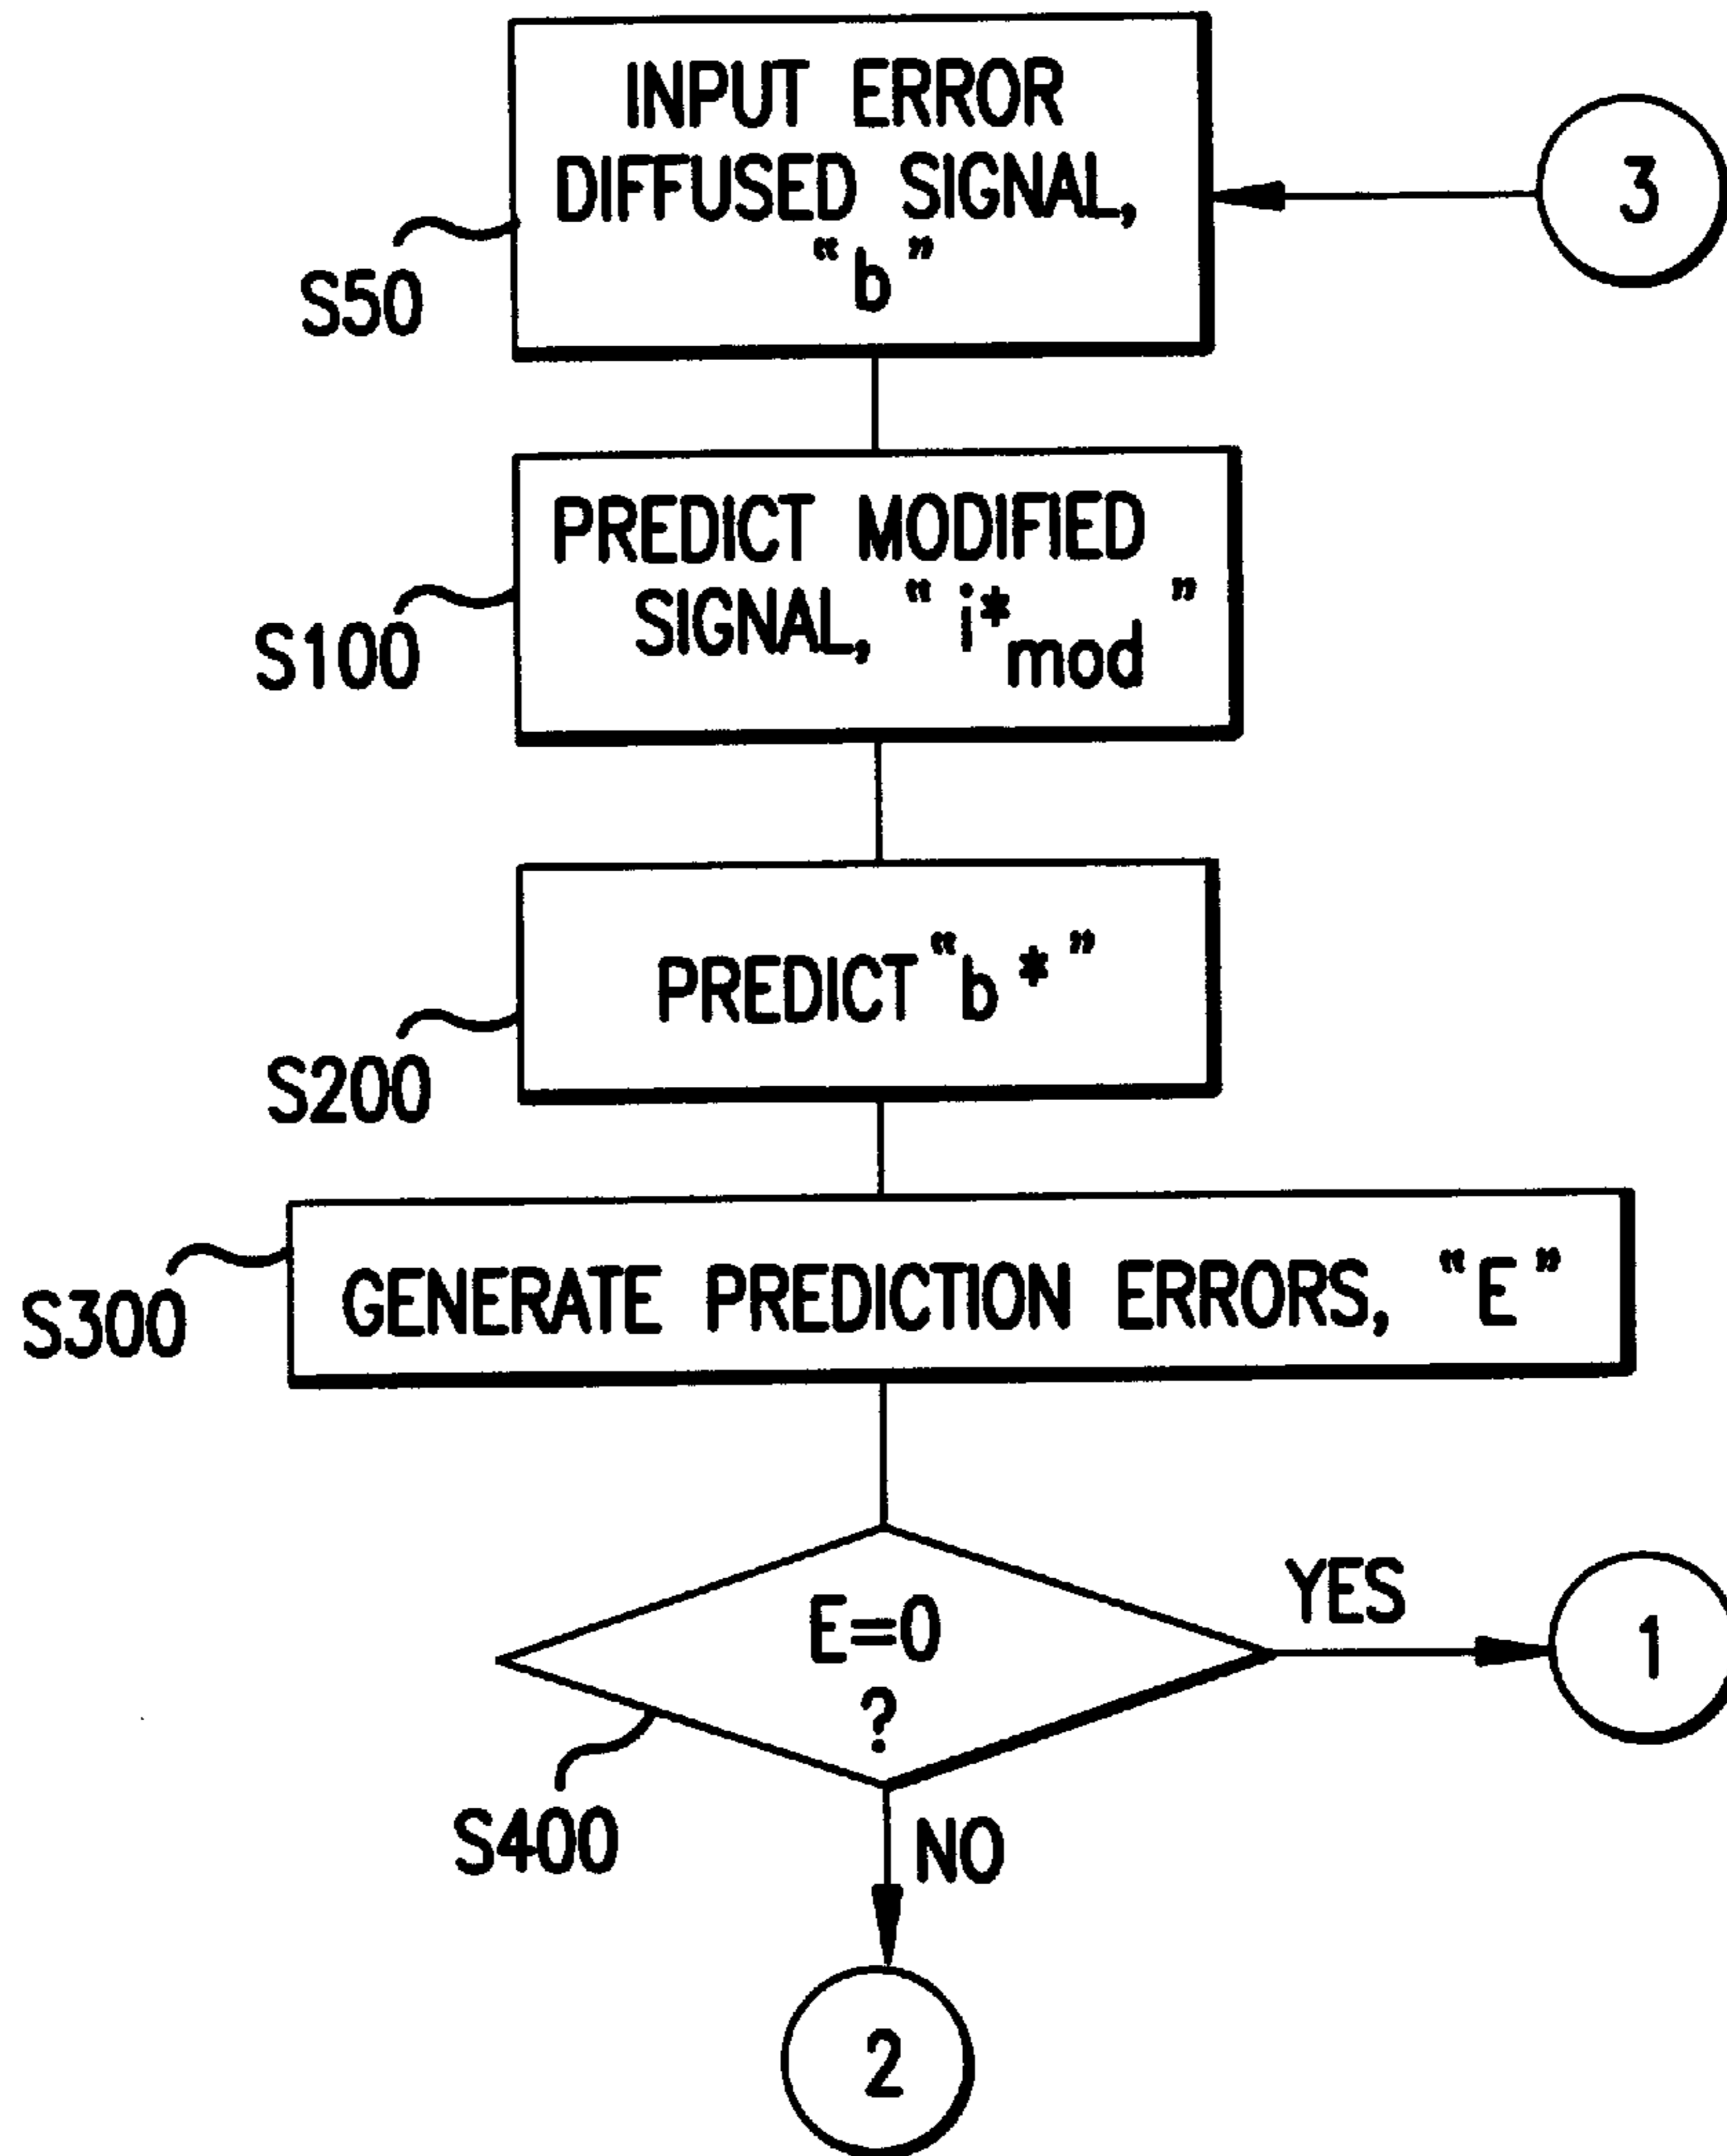 INPUT ERROR
DIFFUSED SIGNAL,
“b”
3
S50
PREDICT MODIFIED
SIGNAL, “i*mod”
S100
PREDICT “b*”
S200
GENERATE PREDICTION ERRORS, “E”
S300
E=0
?
YES
1
S400
NO
2